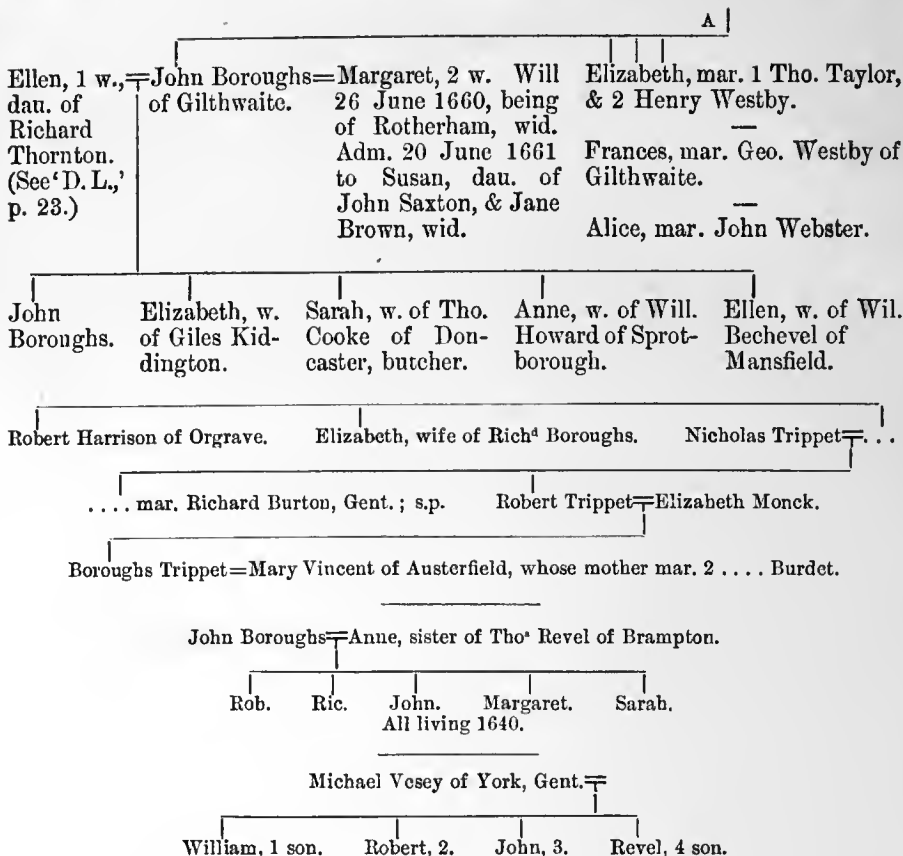 A
Ellen, 1 w.,
dau. of
Richard
Thornton.
(See 'D. L.,'
p. 23.)
John Boroughs
of Gilthwaite.
Margaret, 2 w. Will
26 June 1660, being
of Rotherham, wid.
Adm. 20 June 1661
to Susan, dau. of
John Saxton, & Jane
Brown, wid.
Elizabeth, mar. 1 Tho. Taylor,
& 2 Henry Westby.
Frances, mar. Geo. Westby of
Gilthwaite.
Alice, mar. John Webster.
John
Boroughs.
Elizabeth, w.
of Giles Kid-
dington.
Sarah, w. of Tho.
Cooke of Don-
caster, butcher.
Anne, w. of Will.
Howard of Sprot-
borough.
Ellen, w. of Wil.
Bechevel of
Mansfield.
Robert Harrison of Orgrave. Elizabeth, wife of Richᵈ Boroughs. Nicholas Trippet=...
.... mar. Richard Burton, Gent.; s.p. Robert Trippet=Elizabeth Monck.
Boroughs Trippet=Mary Vincent of Austerfield, whose mother mar. 2 .... Burdet.
John Boroughs=Anne, sister of Thoˢ Revel of Brampton.
Rob. Ric. John. Margaret. Sarah.
All living 1640.
Michael Vesey of York, Gent.=
William, 1 son. Robert, 2. John, 3. Revel, 4 son.